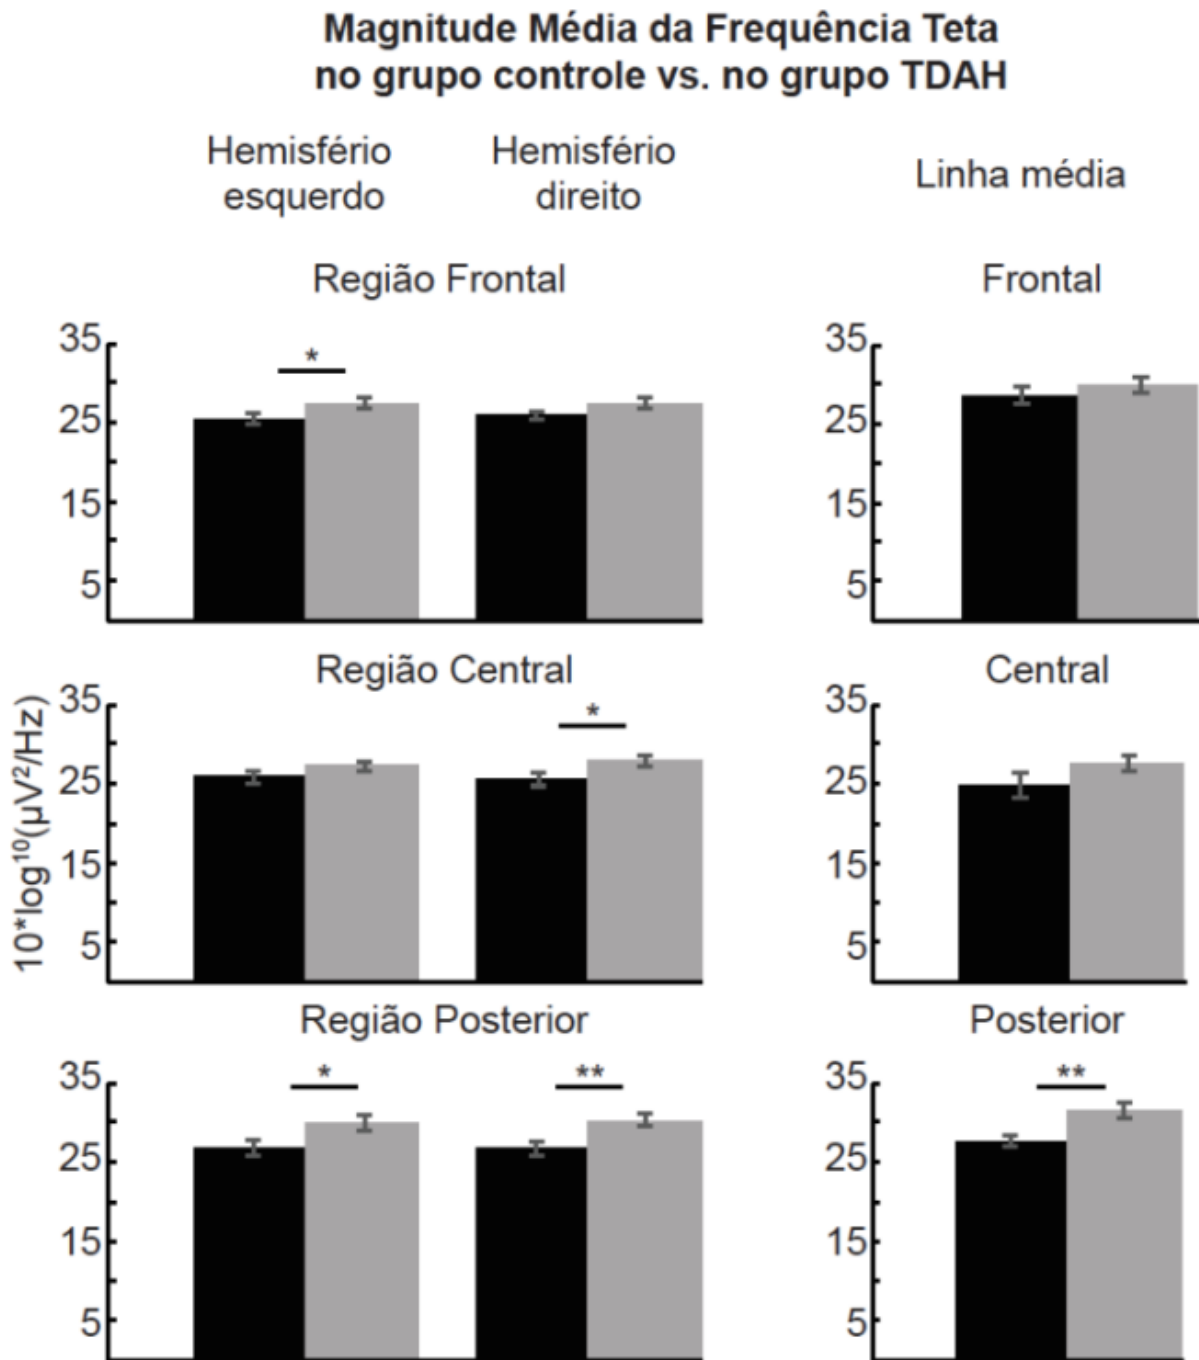 Magnitude Média da Frequência Teta
no grupo controle vs. no grupo TDAH
Hemisfério
esquerdo
Hemisfério
direito
Linha média
Região Frontal
Frontal
35
25
15
5
*
35
25
15
5
Região Central
Central
10*log¹⁰(µV²/Hz)
35
25
15
5
*
35
25
15
5
Região Posterior
Posterior
35
25
15
5
*
**
35
25
15
5
**